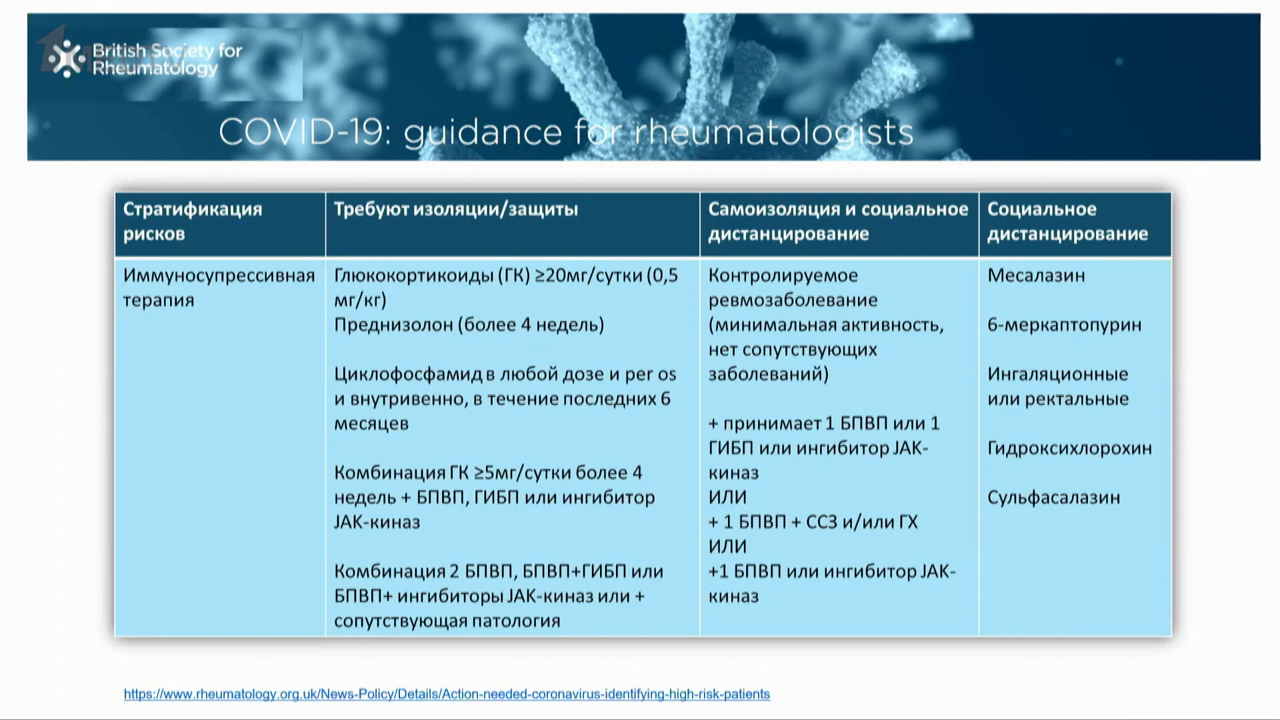 British Society for
Rheumatology
COVID-19: guidance for rheumatologists
Стратификация
рисков
Требуют изоляции/защиты
Самоизоляция и социальное
дистанцирование
Социальное
дистанцирование
Иммуносупрессивная
терапия
Глюкокортикоиды (ГК) ≥20мг/сутки (0,5
мг/кг)
Преднизолон (более 4 недель)
Циклофосфамид в любой дозе и per os
и внутривенно, в течение последних 6
месяцев
Комбинация ГК ≥5мг/сутки более 4
недель + БПВП, ГИБП или ингибитор
JAK-киназ
Комбинация 2 БПВП, БПВП+ГИБП или
БПВП+ ингибиторы JAK-киназ или +
сопутствующая патология
Контролируемое
ревмозаболевание
(минимальная активность,
нет сопутствующих
заболеваний)
+ принимает 1 БПВП или 1
ГИБП или ингибитор JAK-
киназ
ИЛИ
+ 1 БПВП + ССЗ и/или ГХ
ИЛИ
+1 БПВП или ингибитор JAK-
киназ
Месалазин
6-меркаптопурин
Ингаляционные
или ректальные
Гидроксихлорохин
Сульфасалазин
https://www.rheumatology.org.uk/News-Policy/Details/Action-needed-coronavirus-identifying-high-risk-patients